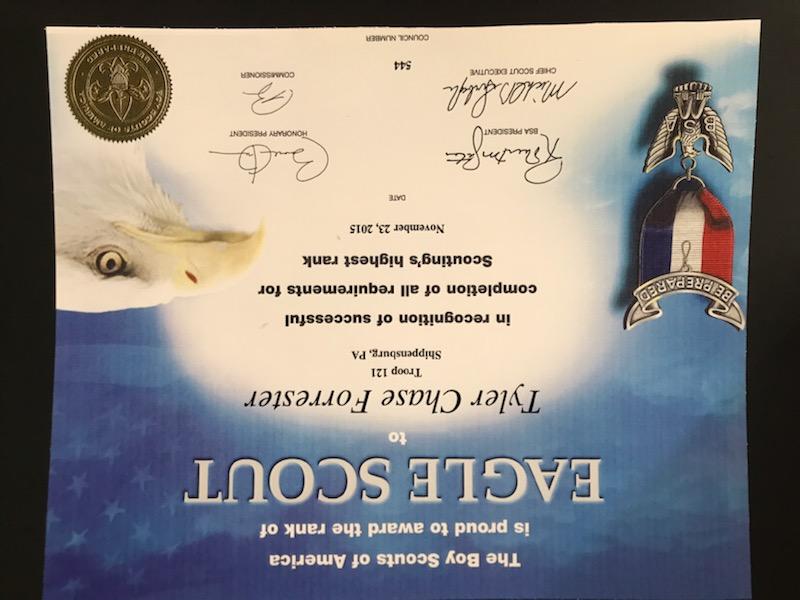 The Boy Scouts of America
is proud to award the rank of
EAGLE SCOUT
to
Tyler Chase Forrester
Troop 121
Shippensburg, PA
in recognition of successful
completion of all requirements for
Scouting's highest rank
November 23, 2015
DATE
BSA PRESIDENT
HONORARY PRESIDENT
CHIEF SCOUT EXECUTIVE
COMMISSIONER
544
COUNCIL NUMBER
BE PREPARED
BSA
BOY SCOUTS OF AMERICA
BE PREPARED